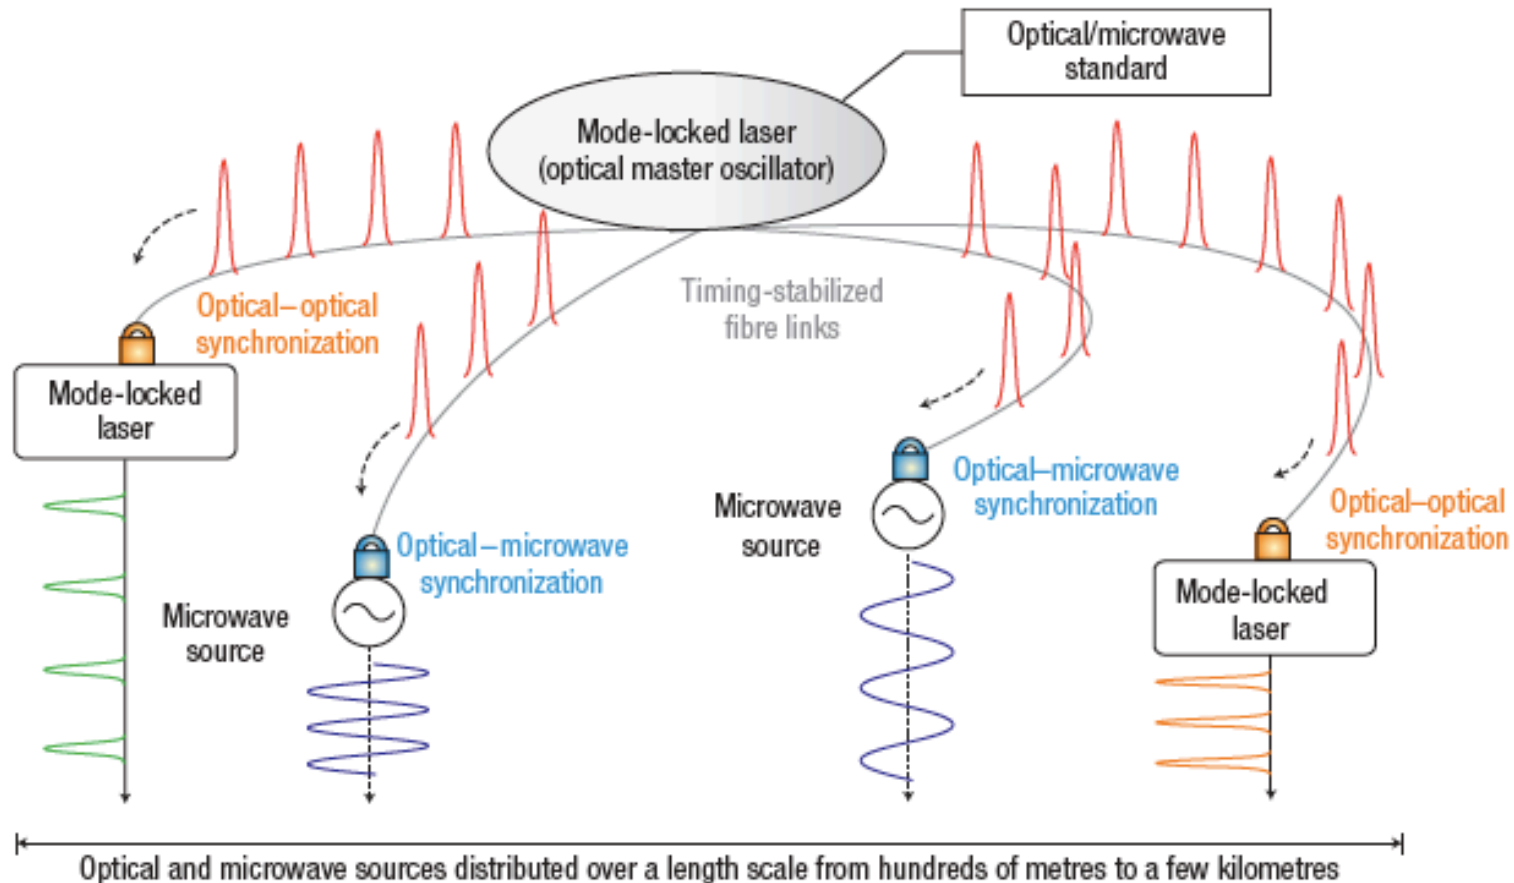 Optical/microwave
standard
Mode-locked laser
(optical master oscillator)
Timing-stabilized
fibre links
Optical–optical
synchronization
Mode-locked
laser
Optical–microwave
synchronization
Microwave
source
Optical–microwave
synchronization
Microwave
source
Optical–optical
synchronization
Mode-locked
laser
Optical and microwave sources distributed over a length scale from hundreds of metres to a few kilometres